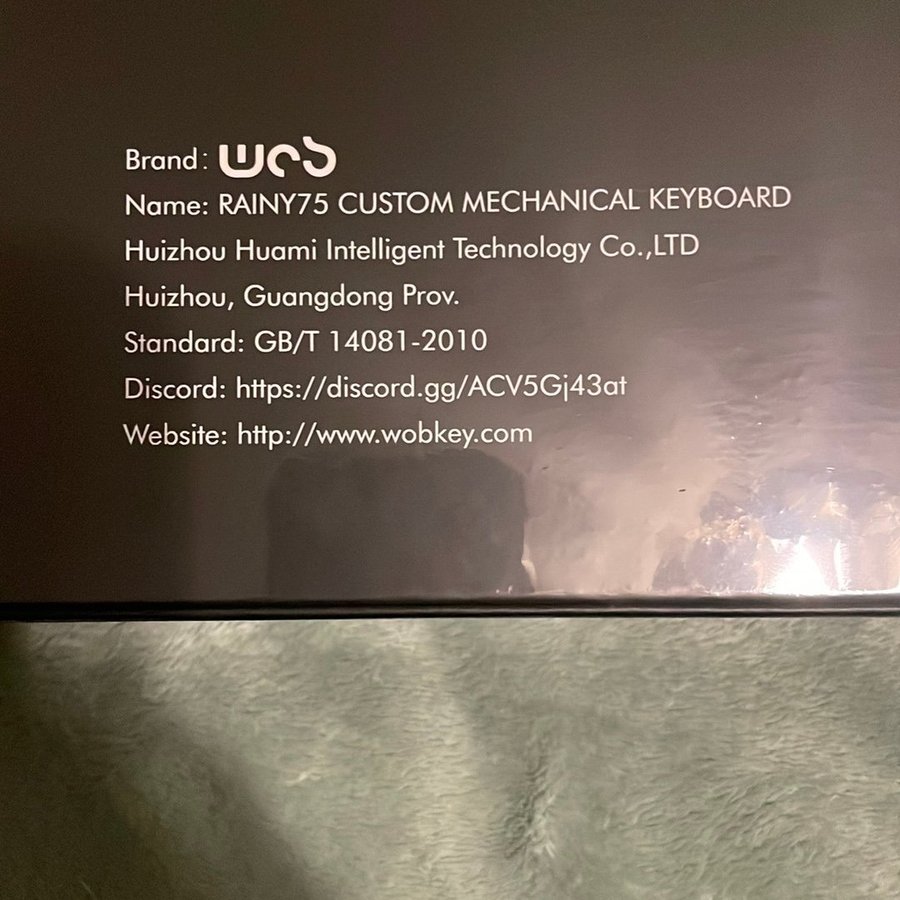 Brand: wob
Name: RAINY75 CUSTOM MECHANICAL KEYBOARD
Huizhou Huami Intelligent Technology Co.,LTD
Huizhou, Guangdong Prov.
Standard: GB/T 14081-2010
Discord: https://discord.gg/ACV5Gj43at
Website: http://www.wobkey.com